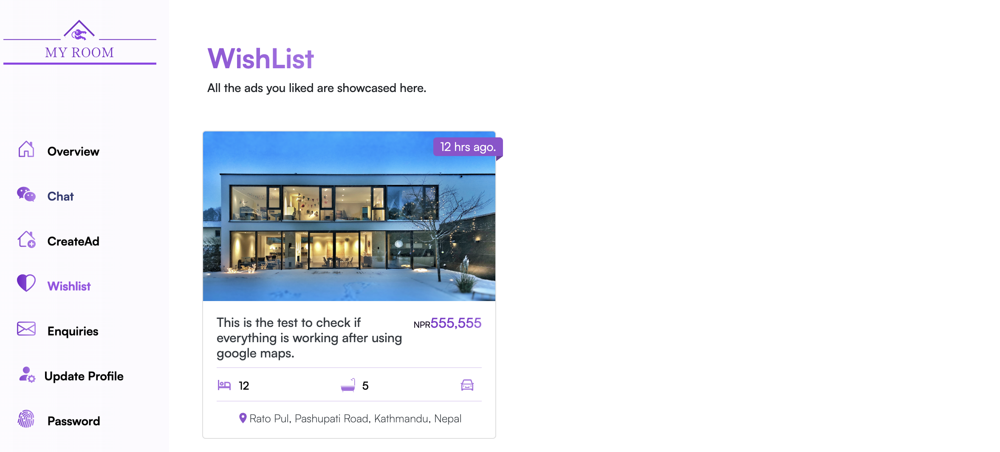 MY ROOM
Overview
Chat
CreateAd
Wishlist
Enquiries
Update Profile
Password
WishList
All the ads you liked are showcased here.
12 hrs ago.
This is the test to check if
everything is working after using
google maps.
NPR555,555
12
5
Rato Pul, Pashupati Road, Kathmandu, Nepal